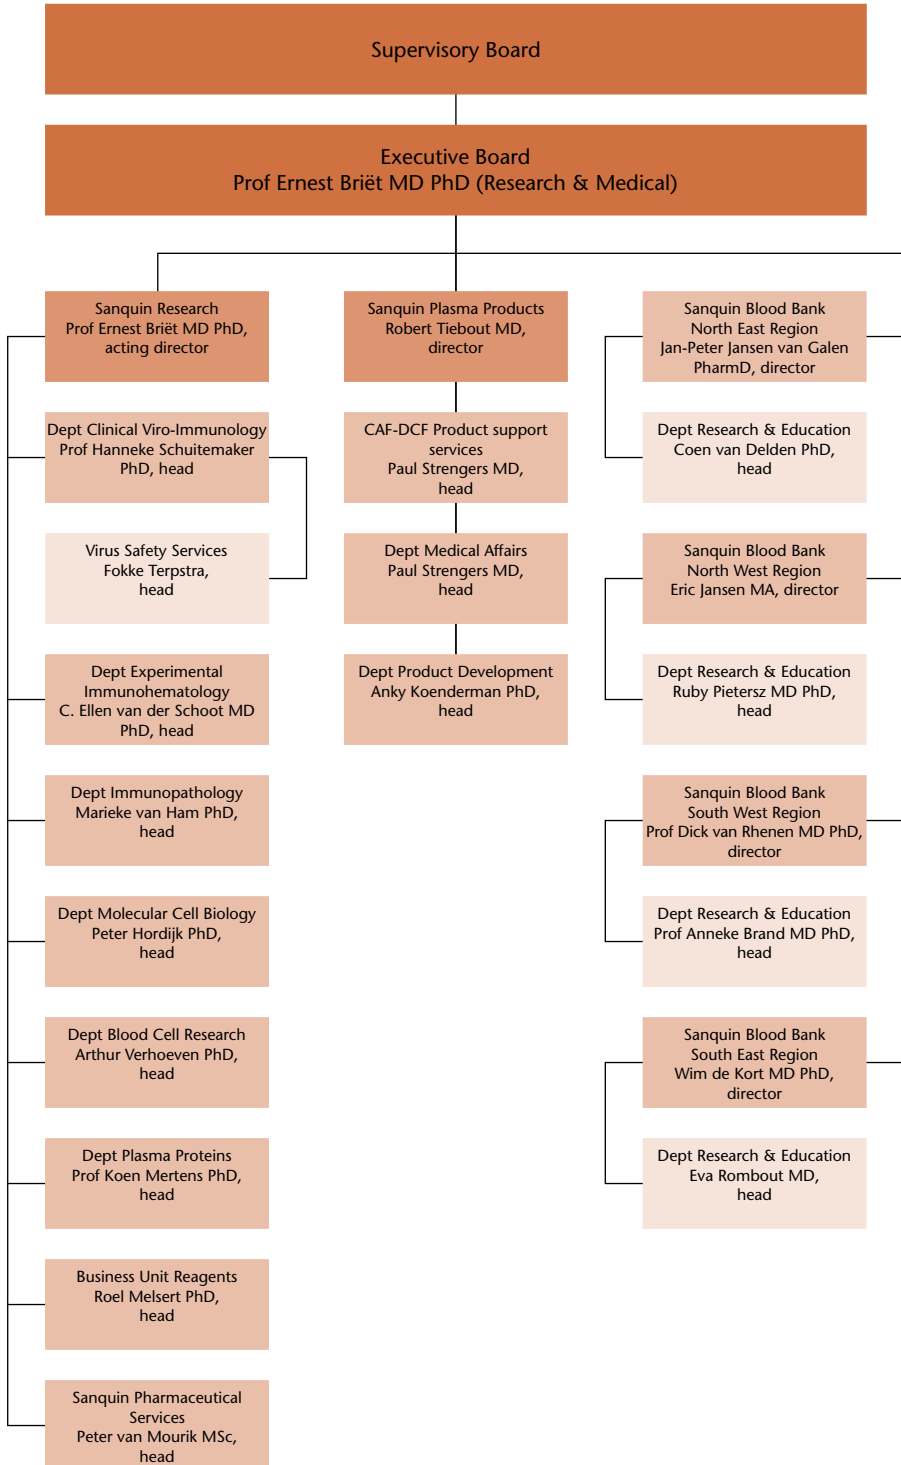 Supervisory Board
Executive Board
Prof Ernest Briët MD PhD (Research & Medical)
Sanquin Research
Prof Ernest Briët MD PhD,
acting director
Dept Clinical Viro-Immunology
Prof Hanneke Schuitemaker
PhD, head
Virus Safety Services
Fokke Terpstra,
head
Dept Experimental
Immunohematology
C. Ellen van der Schoot MD
PhD, head
Dept Immunopathology
Marieke van Ham PhD,
head
Dept Molecular Cell Biology
Peter Hordijk PhD,
head
Dept Blood Cell Research
Arthur Verhoeven PhD,
head
Dept Plasma Proteins
Prof Koen Mertens PhD,
head
Business Unit Reagents
Roel Melsert PhD,
head
Sanquin Pharmaceutical
Services
Peter van Mourik MSc,
head
Sanquin Plasma Products
Robert Tiebout MD,
director
CAF-DCF Product support
services
Paul Strengers MD,
head
Dept Medical Affairs
Paul Strengers MD,
head
Dept Product Development
Anky Koenderman PhD,
head
Sanquin Blood Bank
North East Region
Jan-Peter Jansen van Galen
PharmD, director
Dept Research & Education
Coen van Delden PhD,
head
Sanquin Blood Bank
North West Region
Eric Jansen MA, director
Dept Research & Education
Ruby Pietersz MD PhD,
head
Sanquin Blood Bank
South West Region
Prof Dick van Rhenen MD PhD,
director
Dept Research & Education
Prof Anneke Brand MD PhD,
head
Sanquin Blood Bank
South East Region
Wim de Kort MD PhD,
director
Dept Research & Education
Eva Rombout MD,
head